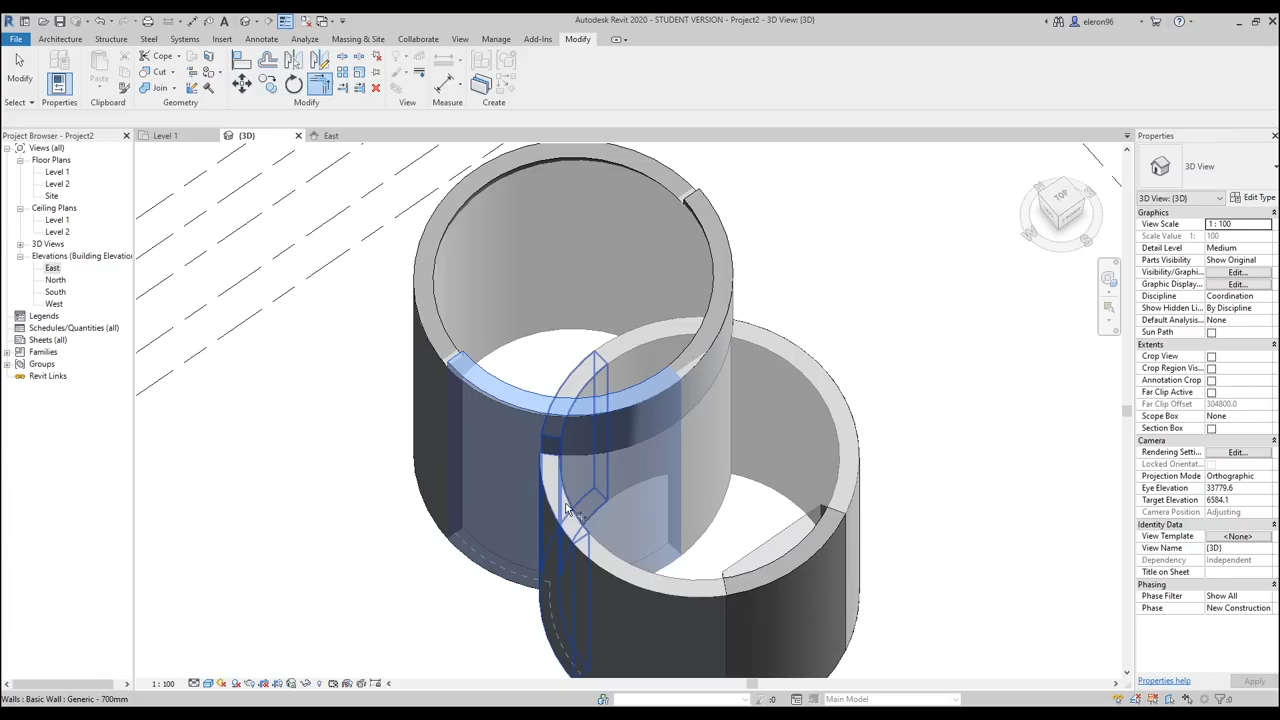 Autodesk Revit 2020 - STUDENT VERSION - Project2 - 3D View: {3D}
eleron96
File Architecture Structure Steel Systems Insert Annotate Analyze Massing & Site Collaborate View Manage Add-Ins Modify
Modify Paste Cope Cut Join
Select Properties Clipboard Geometry Modify View Measure Create
Project Browser - Project2
Level 1 {3D} East
Properties
Views (all)
Floor Plans
Level 1
Level 2
Site
Ceiling Plans
Level 1
Level 2
3D Views
Elevations (Building Elevation
East
North
South
West
Legends
Schedules/Quantities (all)
Sheets (all)
Families
Groups
Revit Links
TOP
3D View
3D View: {3D} Edit Type
Graphics
View Scale 1 : 100
Scale Value 1: 100
Detail Level Medium
Parts Visibility Show Original
Visibility/Graphi... Edit...
Graphic Display... Edit...
Discipline Coordination
Show Hidden Li... By Discipline
Default Analysis... None
Sun Path
Extents
Crop View
Crop Region Vis...
Annotation Crop
Far Clip Active
Far Clip Offset 304800.0
Scope Box None
Section Box
Camera
Rendering Setti... Edit...
Locked Orientat...
Projection Mode Orthographic
Eye Elevation 33779.6
Target Elevation 6584.1
Camera Position Adjusting
Identity Data
View Template <None>
View Name {3D}
Dependency Independent
Title on Sheet
Phasing
Phase Filter Show All
Phase New Construction
Properties help Apply
1 : 100
Walls : Basic Wall : Generic - 700mm
:0 Main Model :0